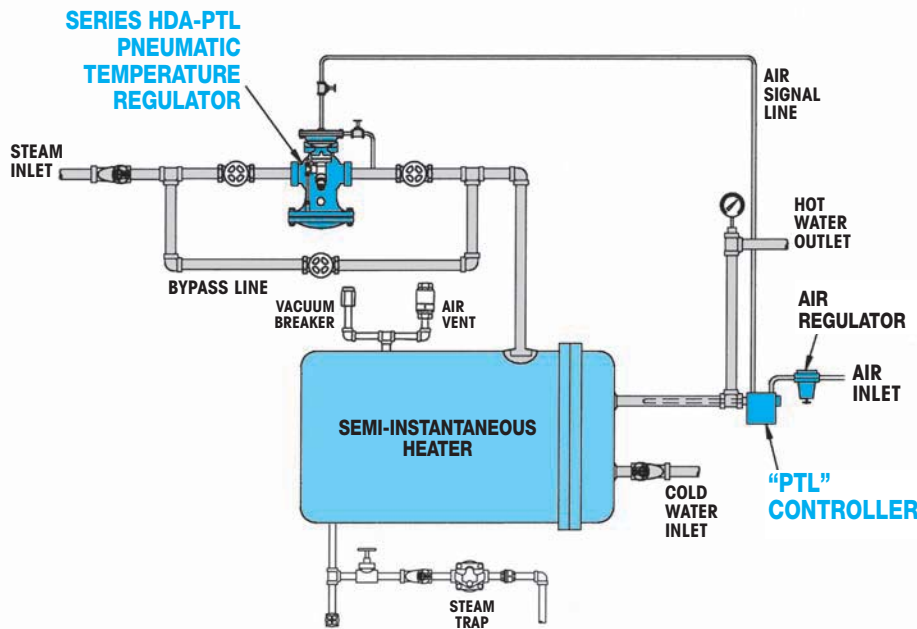 SERIES HDA-PTL
PNEUMATIC
TEMPERATURE
REGULATOR
AIR
SIGNAL
LINE
STEAM
INLET
HOT
WATER
OUTLET
BYPASS LINE
VACUUM
BREAKER
AIR
VENT
AIR
REGULATOR
AIR
INLET
SEMI-INSTANTANEOUS
HEATER
"PTL"
CONTROLLER
COLD
WATER
INLET
STEAM
TRAP